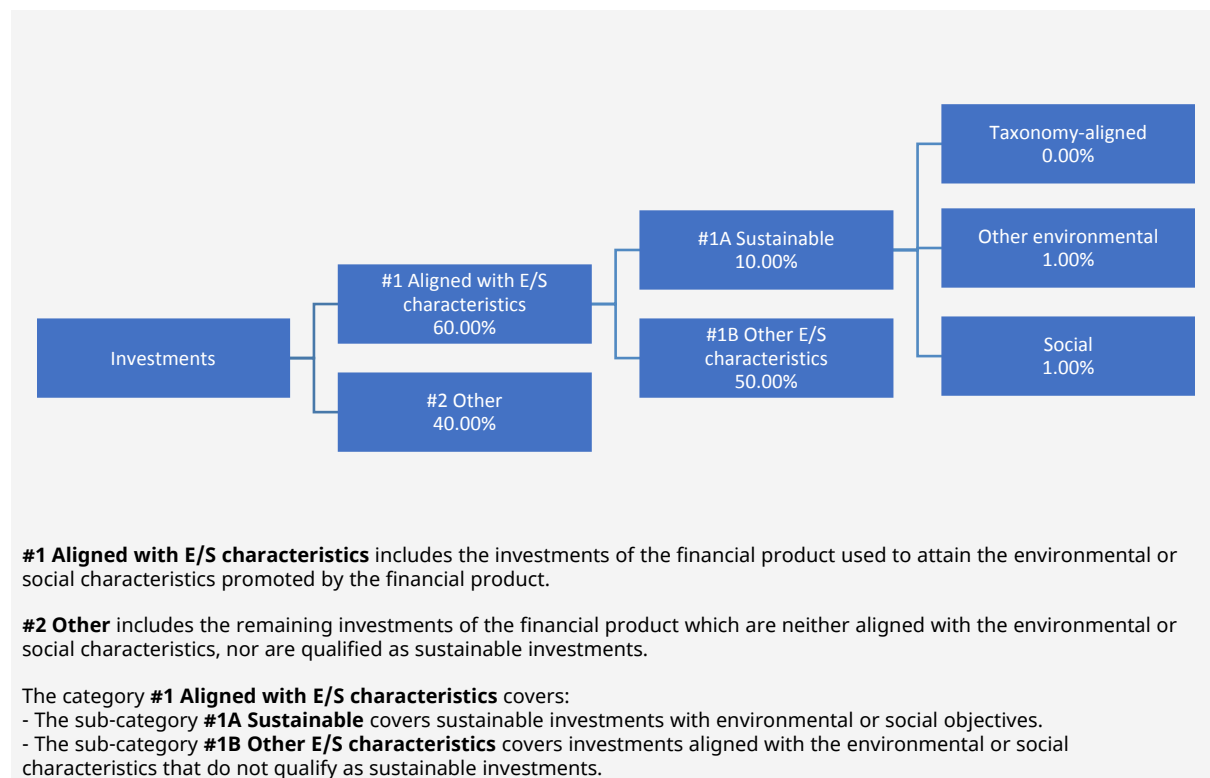 Investments
#1 Aligned with E/S
characteristics
60.00%
#2 Other
40.00%
#1A Sustainable
10.00%
#1B Other E/S
characteristics
50.00%
Taxonomy-aligned
0.00%
Other environmental
1.00%
Social
1.00%
#1 Aligned with E/S characteristics includes the investments of the financial product used to attain the environmental or
social characteristics promoted by the financial product.
#2 Other includes the remaining investments of the financial product which are neither aligned with the environmental or
social characteristics, nor are qualified as sustainable investments.
The category #1 Aligned with E/S characteristics covers:
- The sub-category #1A Sustainable covers sustainable investments with environmental or social objectives.
- The sub-category #1B Other E/S characteristics covers investments aligned with the environmental or social
characteristics that do not qualify as sustainable investments.